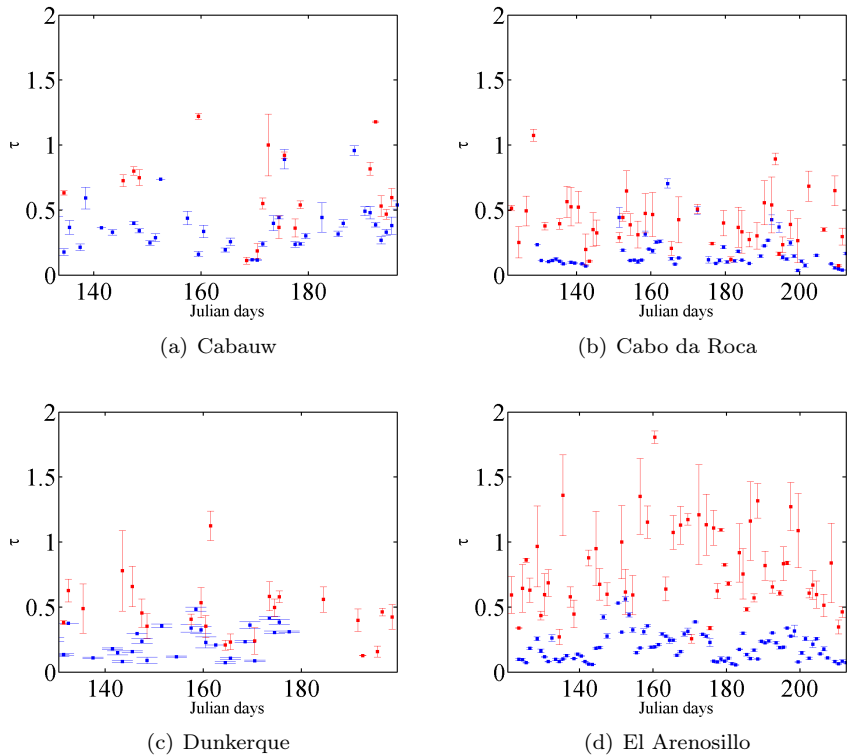 2
1.5
1
0.5
0
τ
140
160
180
Julian days
(a) Cabauw
2
1.5
1
0.5
0
τ
140
160
180
200
Julian days
(b) Cabo da Roca
2
1.5
1
0.5
0
τ
140
160
180
Julian days
(c) Dunkerque
2
1.5
1
0.5
0
τ
140
160
180
200
Julian days
(d) El Arenosillo